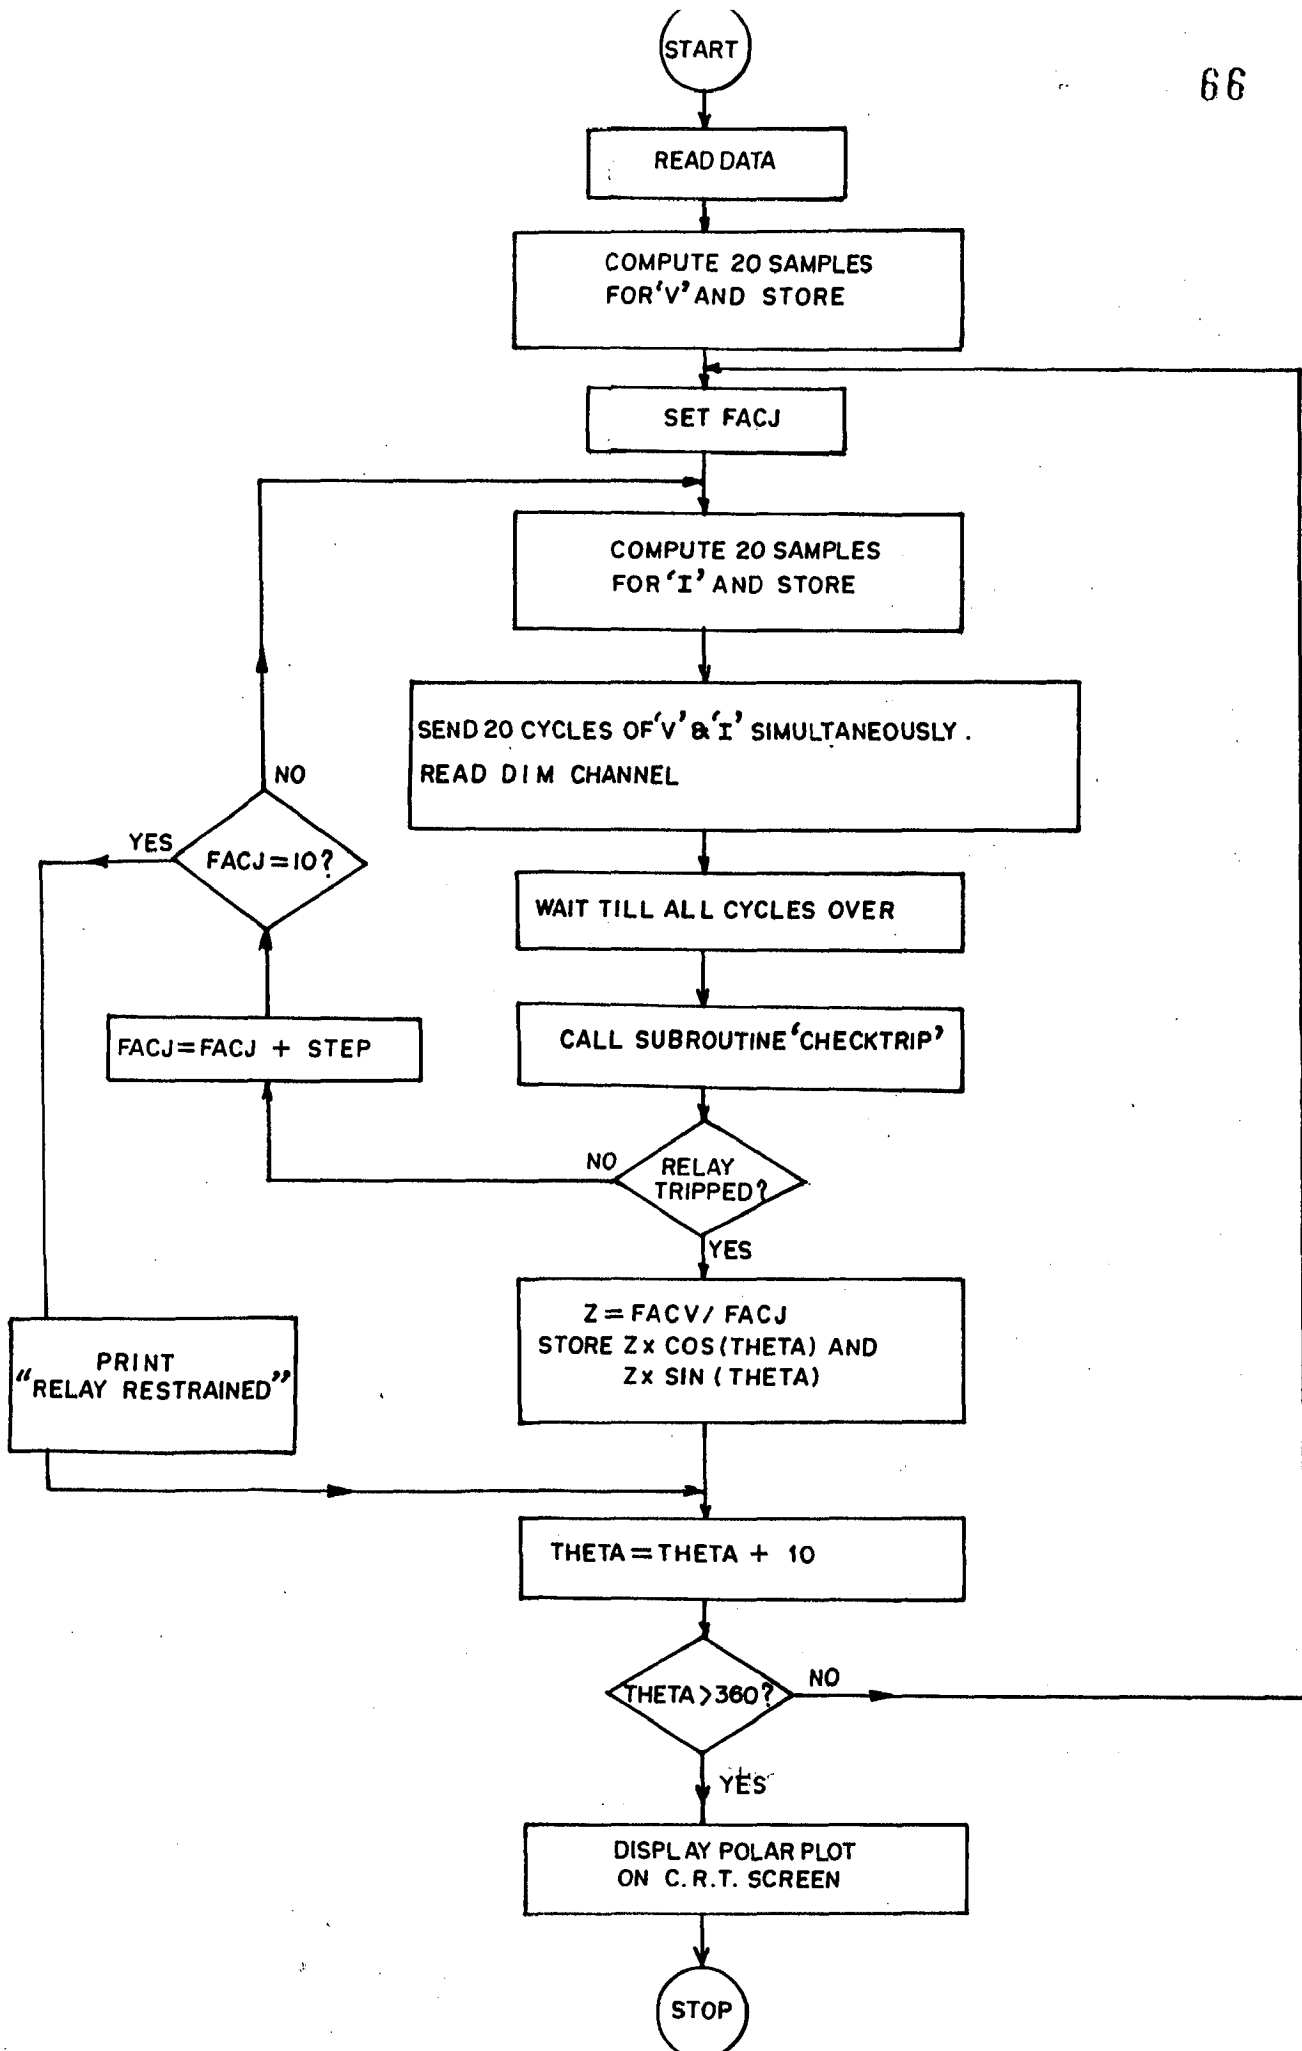 START
66
READ DATA
COMPUTE 20 SAMPLES
FOR 'V' AND STORE
SET FACJ
COMPUTE 20 SAMPLES
FOR 'I' AND STORE
SEND 20 CYCLES OF 'V' & 'I' SIMULTANEOUSLY.
READ DIM CHANNEL
NO
YES
FACJ=10?
WAIT TILL ALL CYCLES OVER
FACJ=FACJ + STEP
CALL SUBROUTINE 'CHECKTRIP'
NO
RELAY
TRIPPED?
YES
Z = FACV/ FACJ
STORE Z x COS (THETA) AND
Z x SIN (THETA)
PRINT
"RELAY RESTRAINED"
THETA = THETA + 10
THETA > 360?
NO
YES
DISPLAY POLAR PLOT
ON C.R.T. SCREEN
STOP